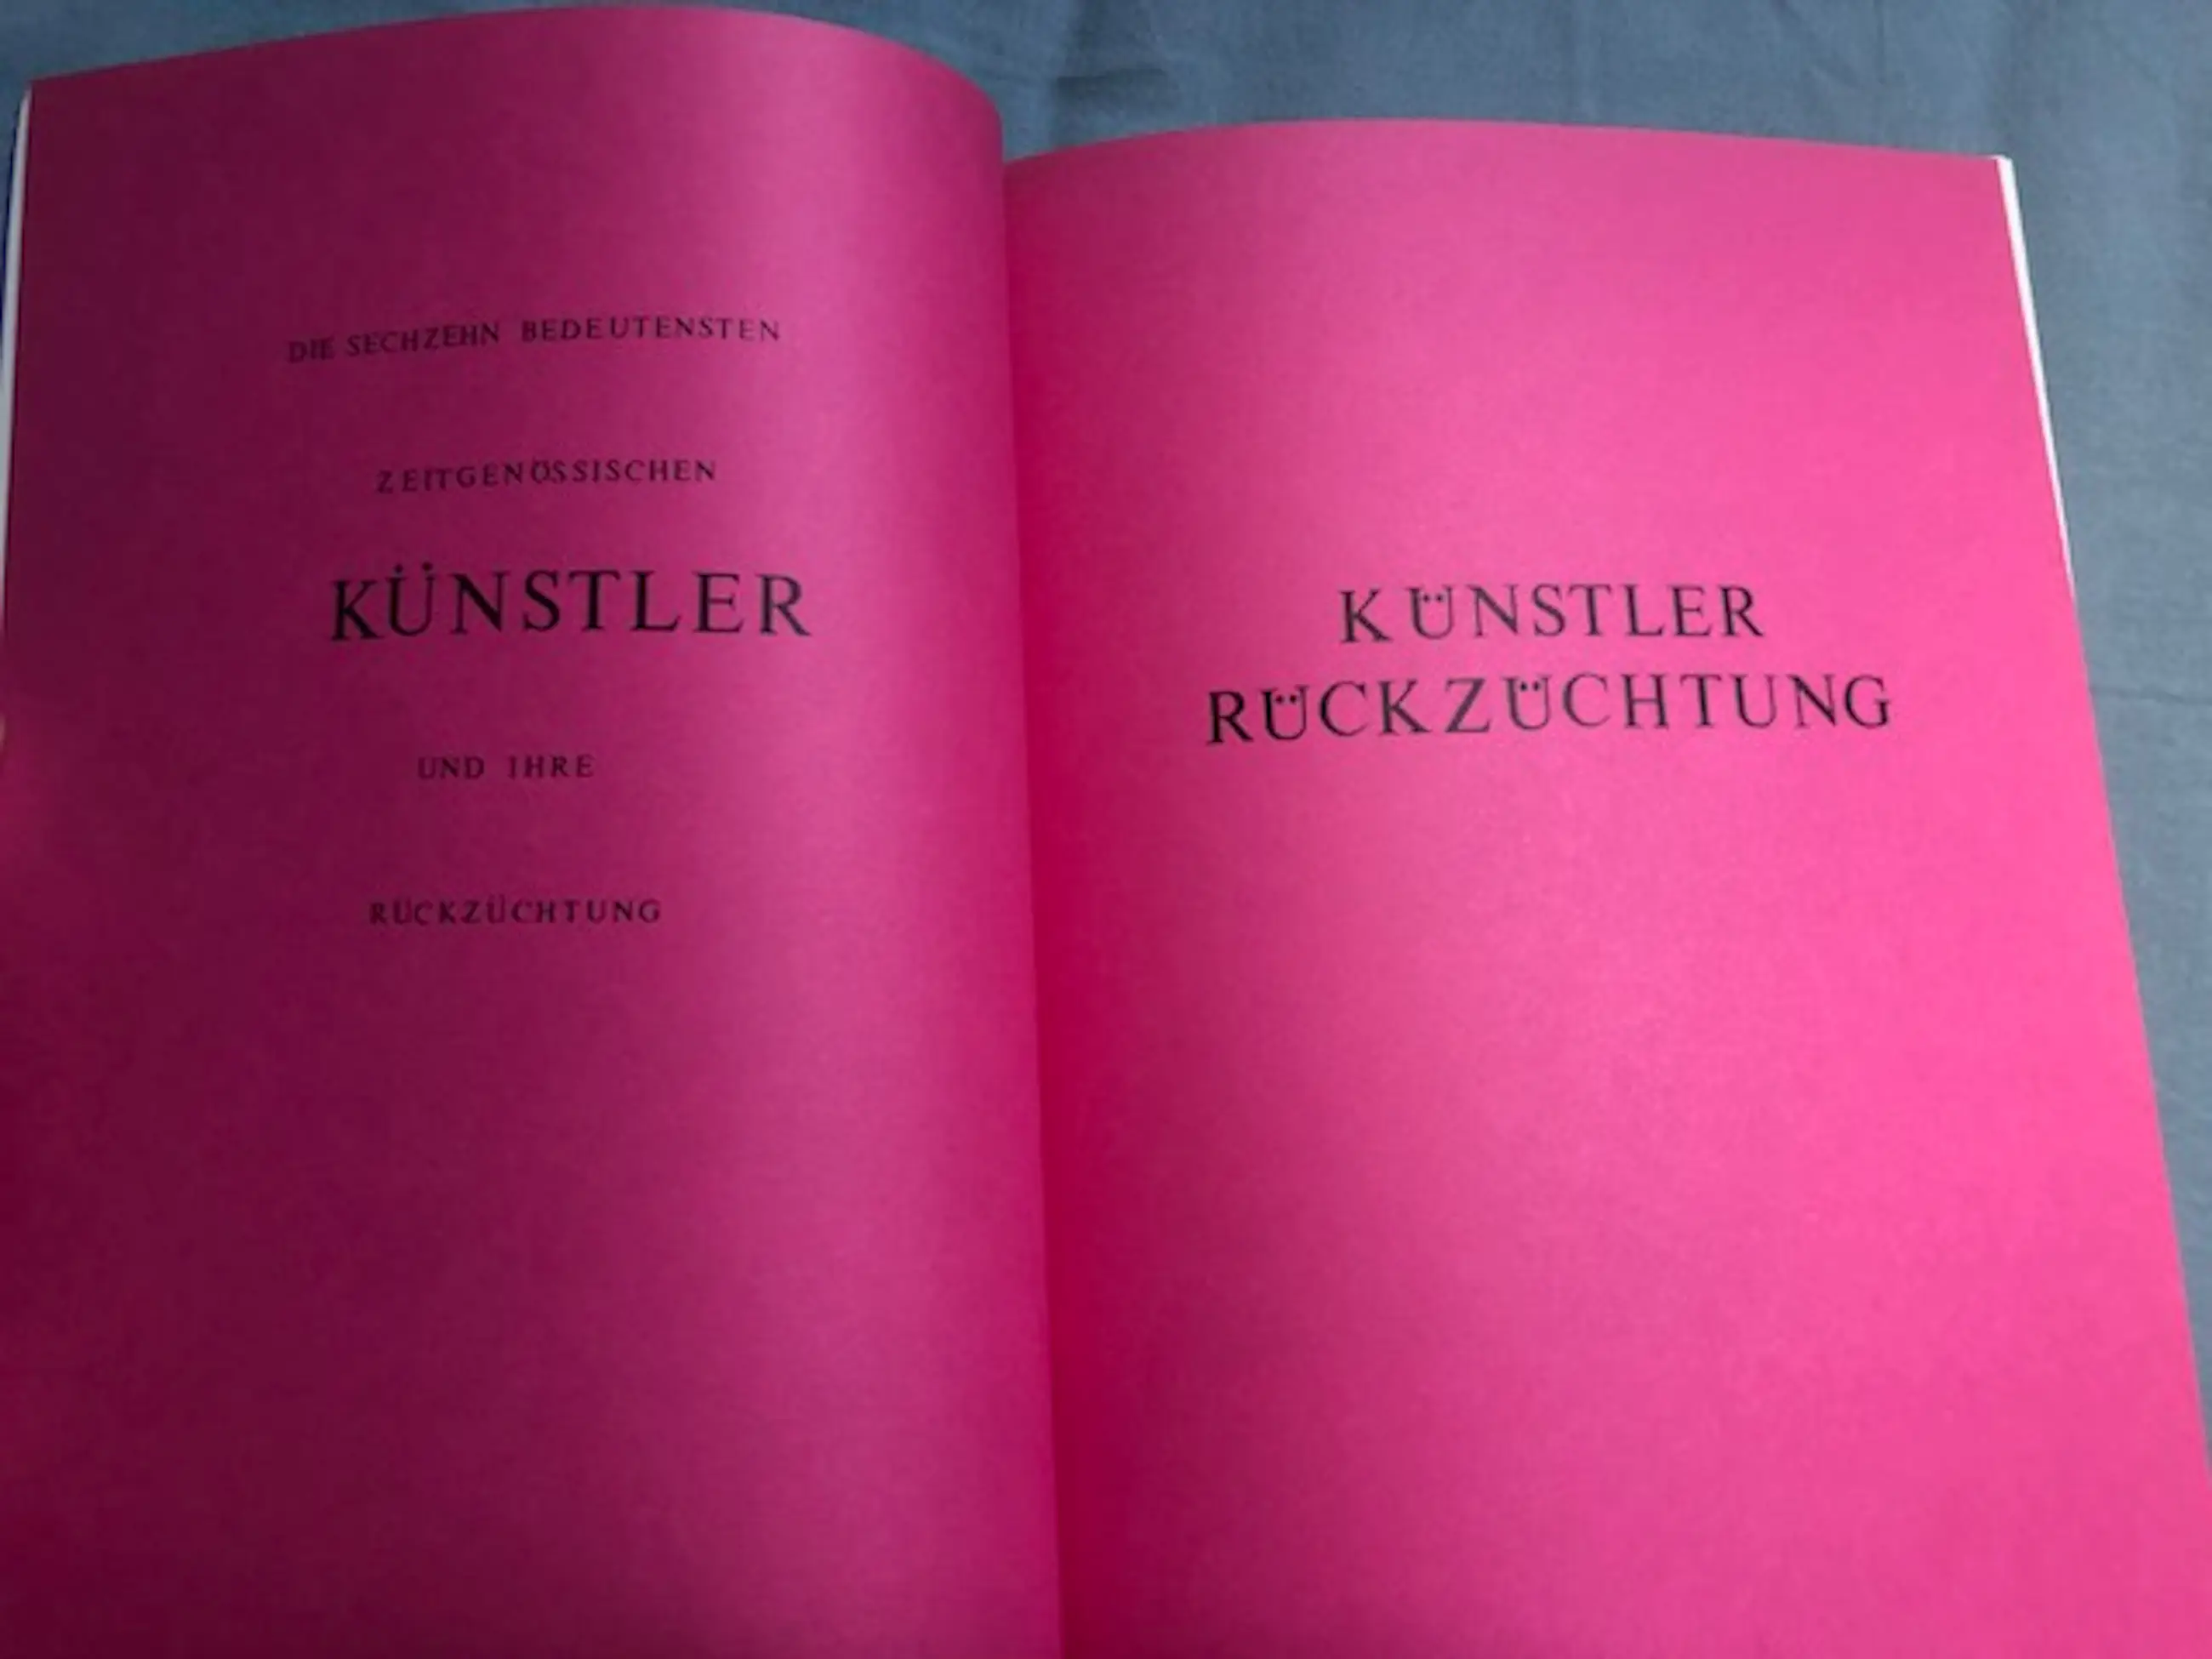 DIE SECHZEHN BEDEUTENSTEN
ZEITGENÖSSISCHEN
KÜNSTLER
UND IHRE
RÜCKZÜCHTUNG
KÜNSTLER
RÜCKZÜCHTUNG